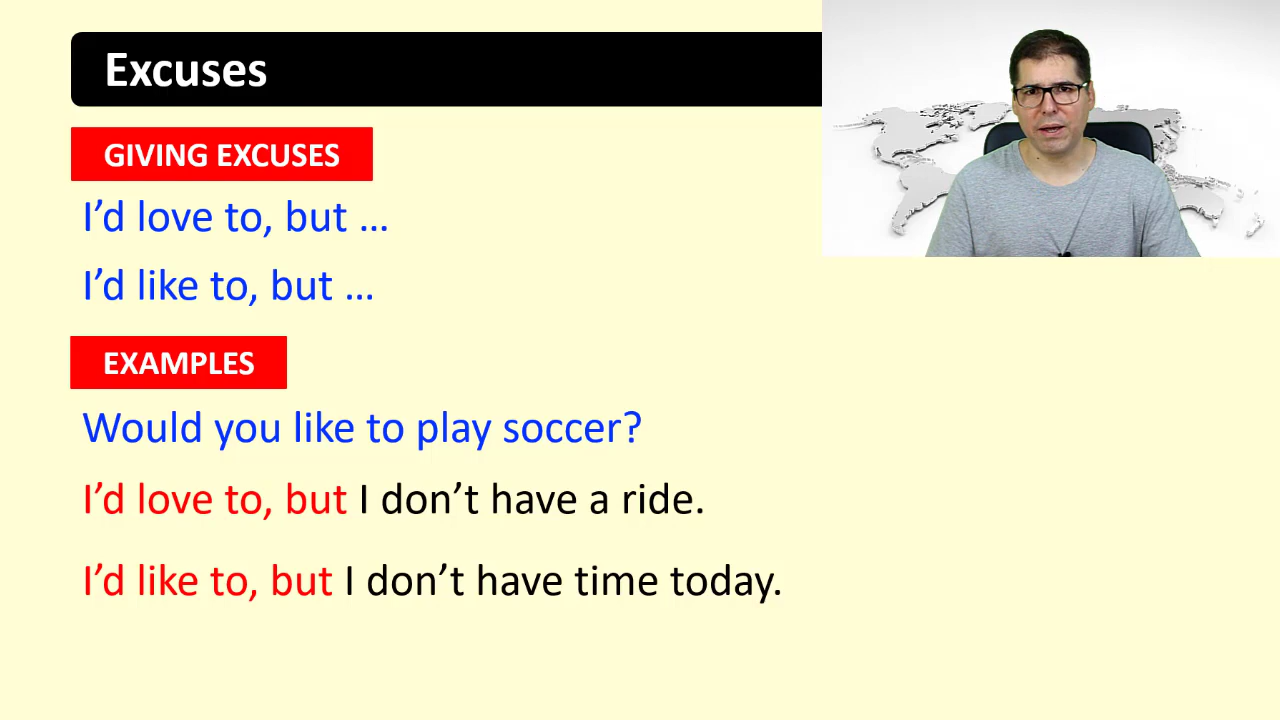 Excuses
GIVING EXCUSES
I’d love to, but …
I’d like to, but …
EXAMPLES
Would you like to play soccer?
I’d love to, but I don’t have a ride.
I’d like to, but I don’t have time today.